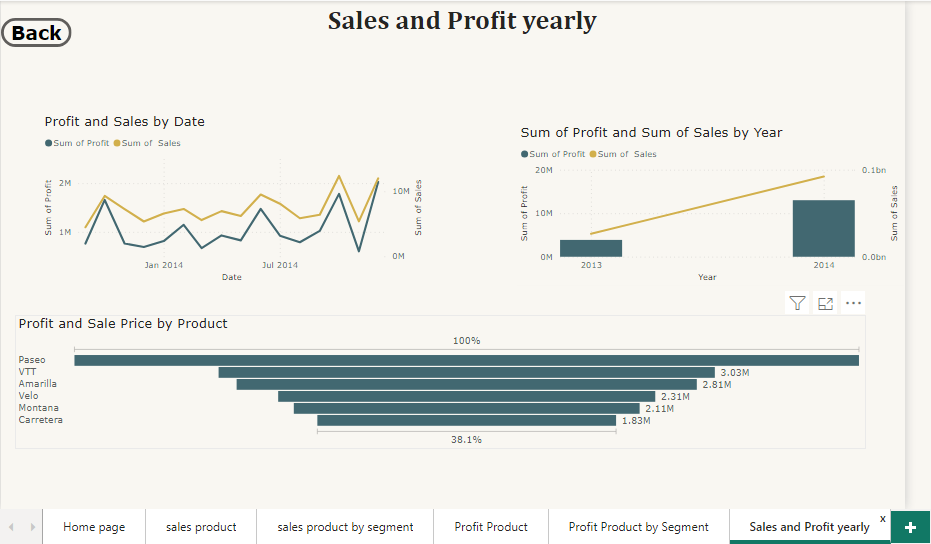 Sales and Profit yearly
Back
Profit and Sales by Date
Sum of Profit Sum of Sales
Sum of Profit
2M
1M
10M
0M
Sum of Sales
Jan 2014 Jul 2014
Date
Sum of Profit and Sum of Sales by Year
Sum of Profit Sum of Sales
Sum of Profit
20M
10M
0M
0.1bn
0.0bn
Sum of Sales
2013 2014
Year
Profit and Sale Price by Product
100%
Paseo
VTT 3.03M
Amarilla 2.81M
Velo 2.31M
Montana 2.11M
Carretera 1.83M
38.1%
Home page sales product sales product by segment Profit Product Profit Product by Segment Sales and Profit yearly x +